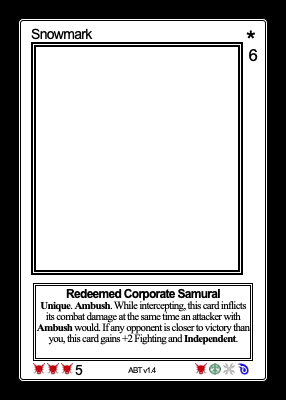 Snowmark
*
6
Redeemed Corporate Samurai
Unique. Ambush. While intercepting, this card inflicts
its combat damage at the same time an attacker with
Ambush would. If any opponent is closer to victory than
you, this card gains +2 Fighting and Independent.
5
ABT v1.4